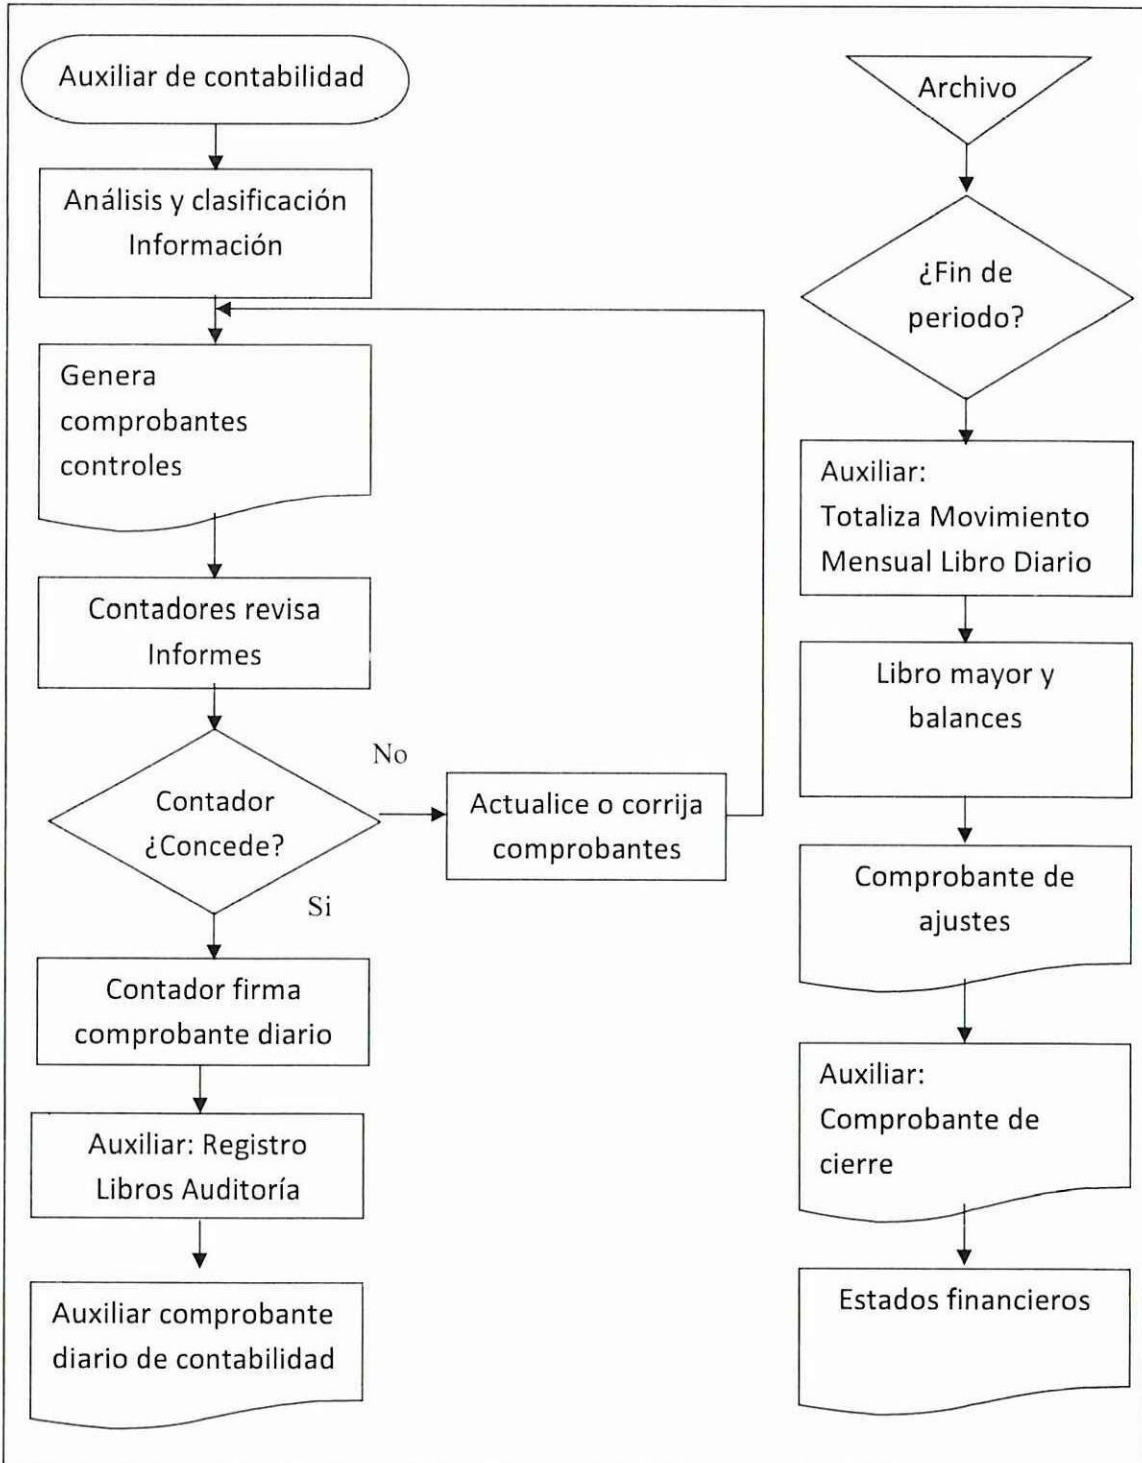 Auxiliar de contabilidad
Análisis y clasificación
Información
Genera
comprobantes
controles
Contadores revisa
Informes
Contador
¿Concede?
No
Actualice o corrija
comprobantes
Si
Contador firma
comprobante diario
Auxiliar: Registro
Libros Auditoría
Auxiliar comprobante
diario de contabilidad
Archivo
¿Fin de
periodo?
Auxiliar:
Totaliza Movimiento
Mensual Libro Diario
Libro mayor y
balances
Comprobante de
ajustes
Auxiliar:
Comprobante de
cierre
Estados financieros